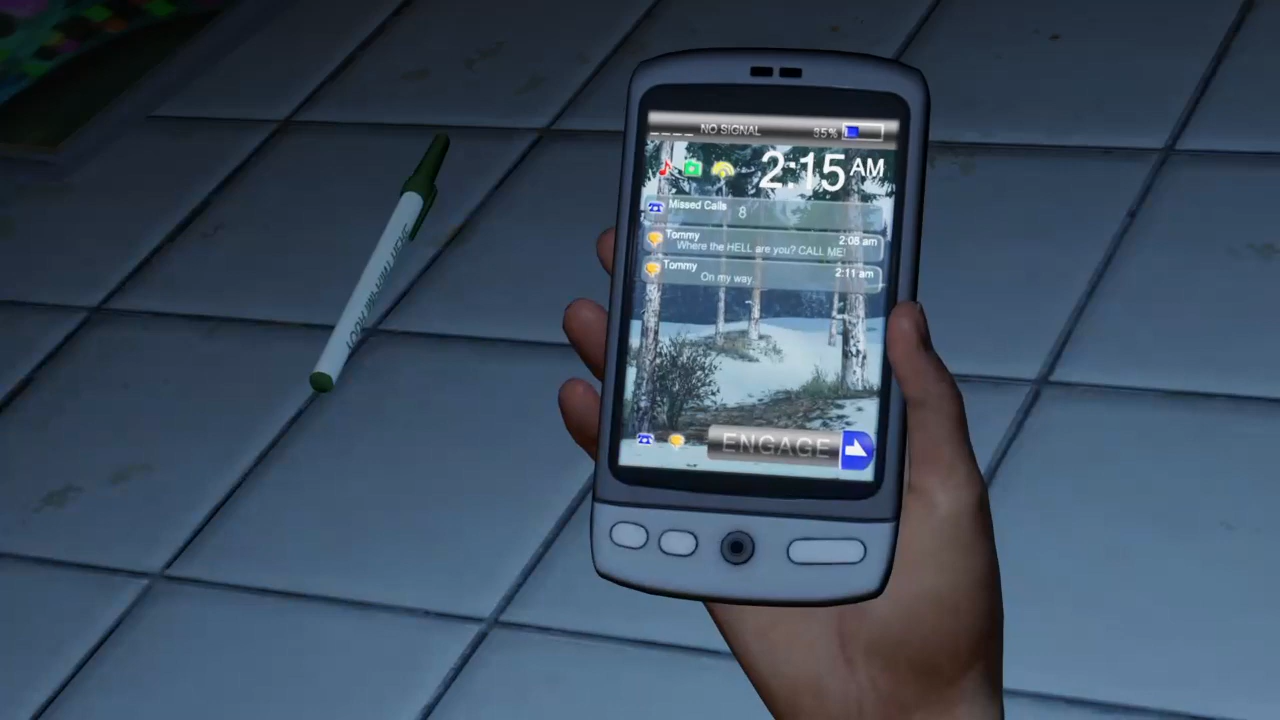 NO SIGNAL 35%
2:15 AM
Missed Calls 8
Tommy 2:08 am
Where the HELL are you? CALL ME!
Tommy 2:11 am
On my way
ENGAGE